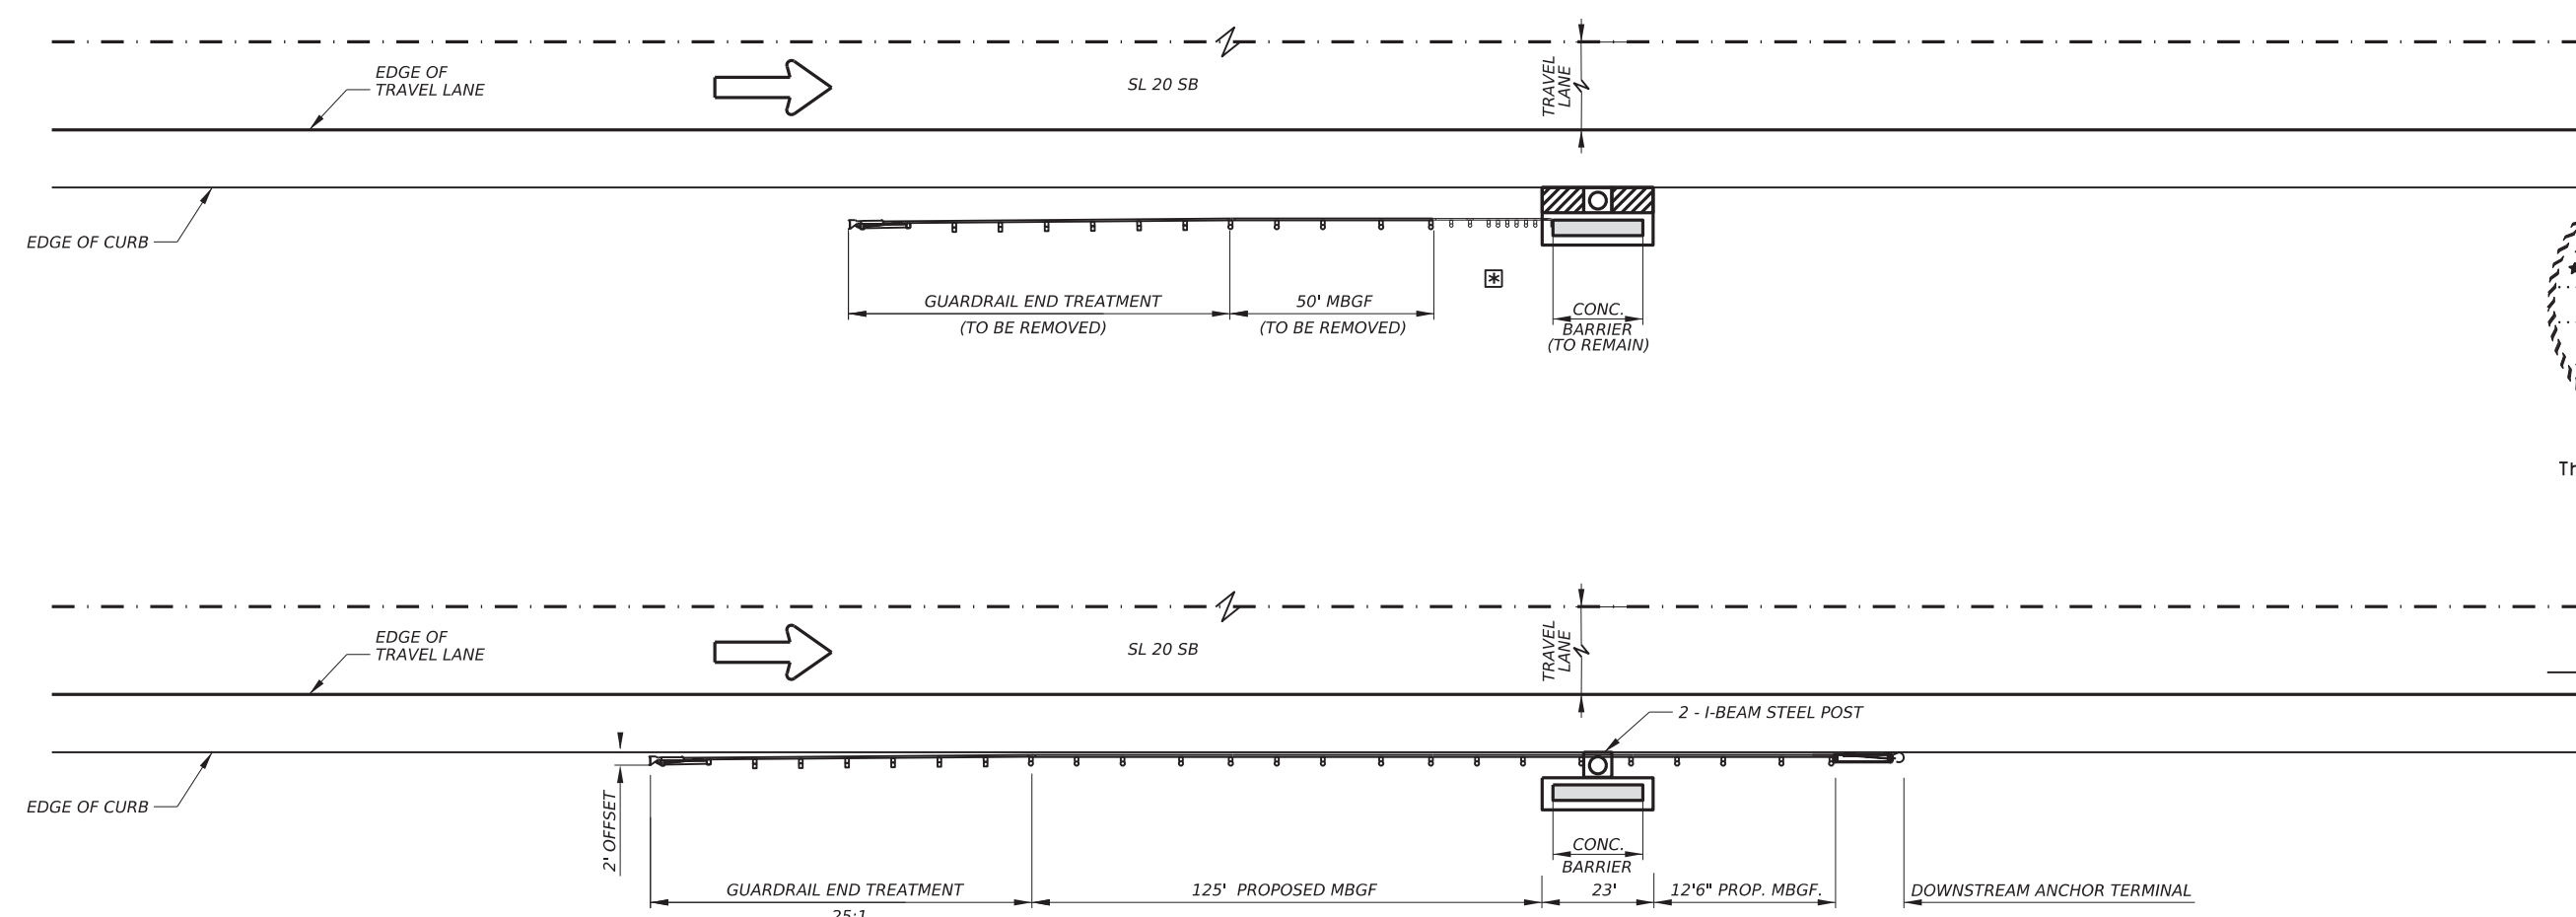 EDGE OF
TRAVEL LANE
SL 20 SB
TRAVEL
LANE
EDGE OF CURB
GUARDRAIL END TREATMENT
(TO BE REMOVED)
50' MBGF
(TO BE REMOVED)
CONC.
BARRIER
(TO REMAIN)
EDGE OF
TRAVEL LANE
SL 20 SB
TRAVEL
LANE
2 - I-BEAM STEEL POST
EDGE OF CURB
2' OFFSET
CONC.
BARRIER
GUARDRAIL END TREATMENT
25:1
125' PROPOSED MBGF
23'
12'6" PROP. MBGF.
DOWNSTREAM ANCHOR TERMINAL